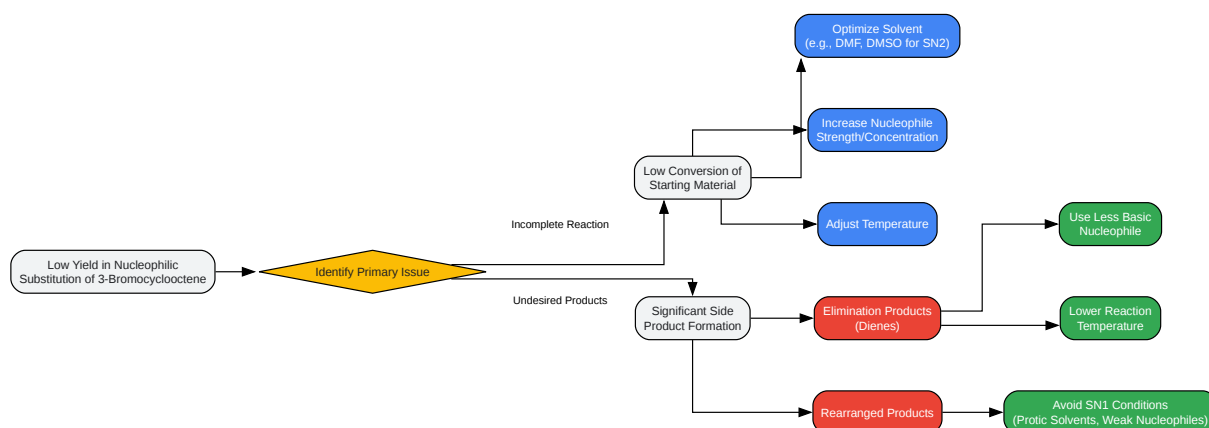 Optimize Solvent
(e.g., DMF, DMSO for SN2)
Increase Nucleophile
Strength/Concentration
Low Conversion of
Starting Material
Use Less Basic
Nucleophile
Incomplete Reaction
Adjust Temperature
Low Yield in Nucleophilic
Substitution of 3-Bromocyclooctene
Identify Primary Issue
Undesired Products
Significant Side
Product Formation
Elimination Products
(Dienes)
Lower Reaction
Temperature
Rearranged Products
Avoid SN1 Conditions
(Protic Solvents, Weak Nucleophiles)